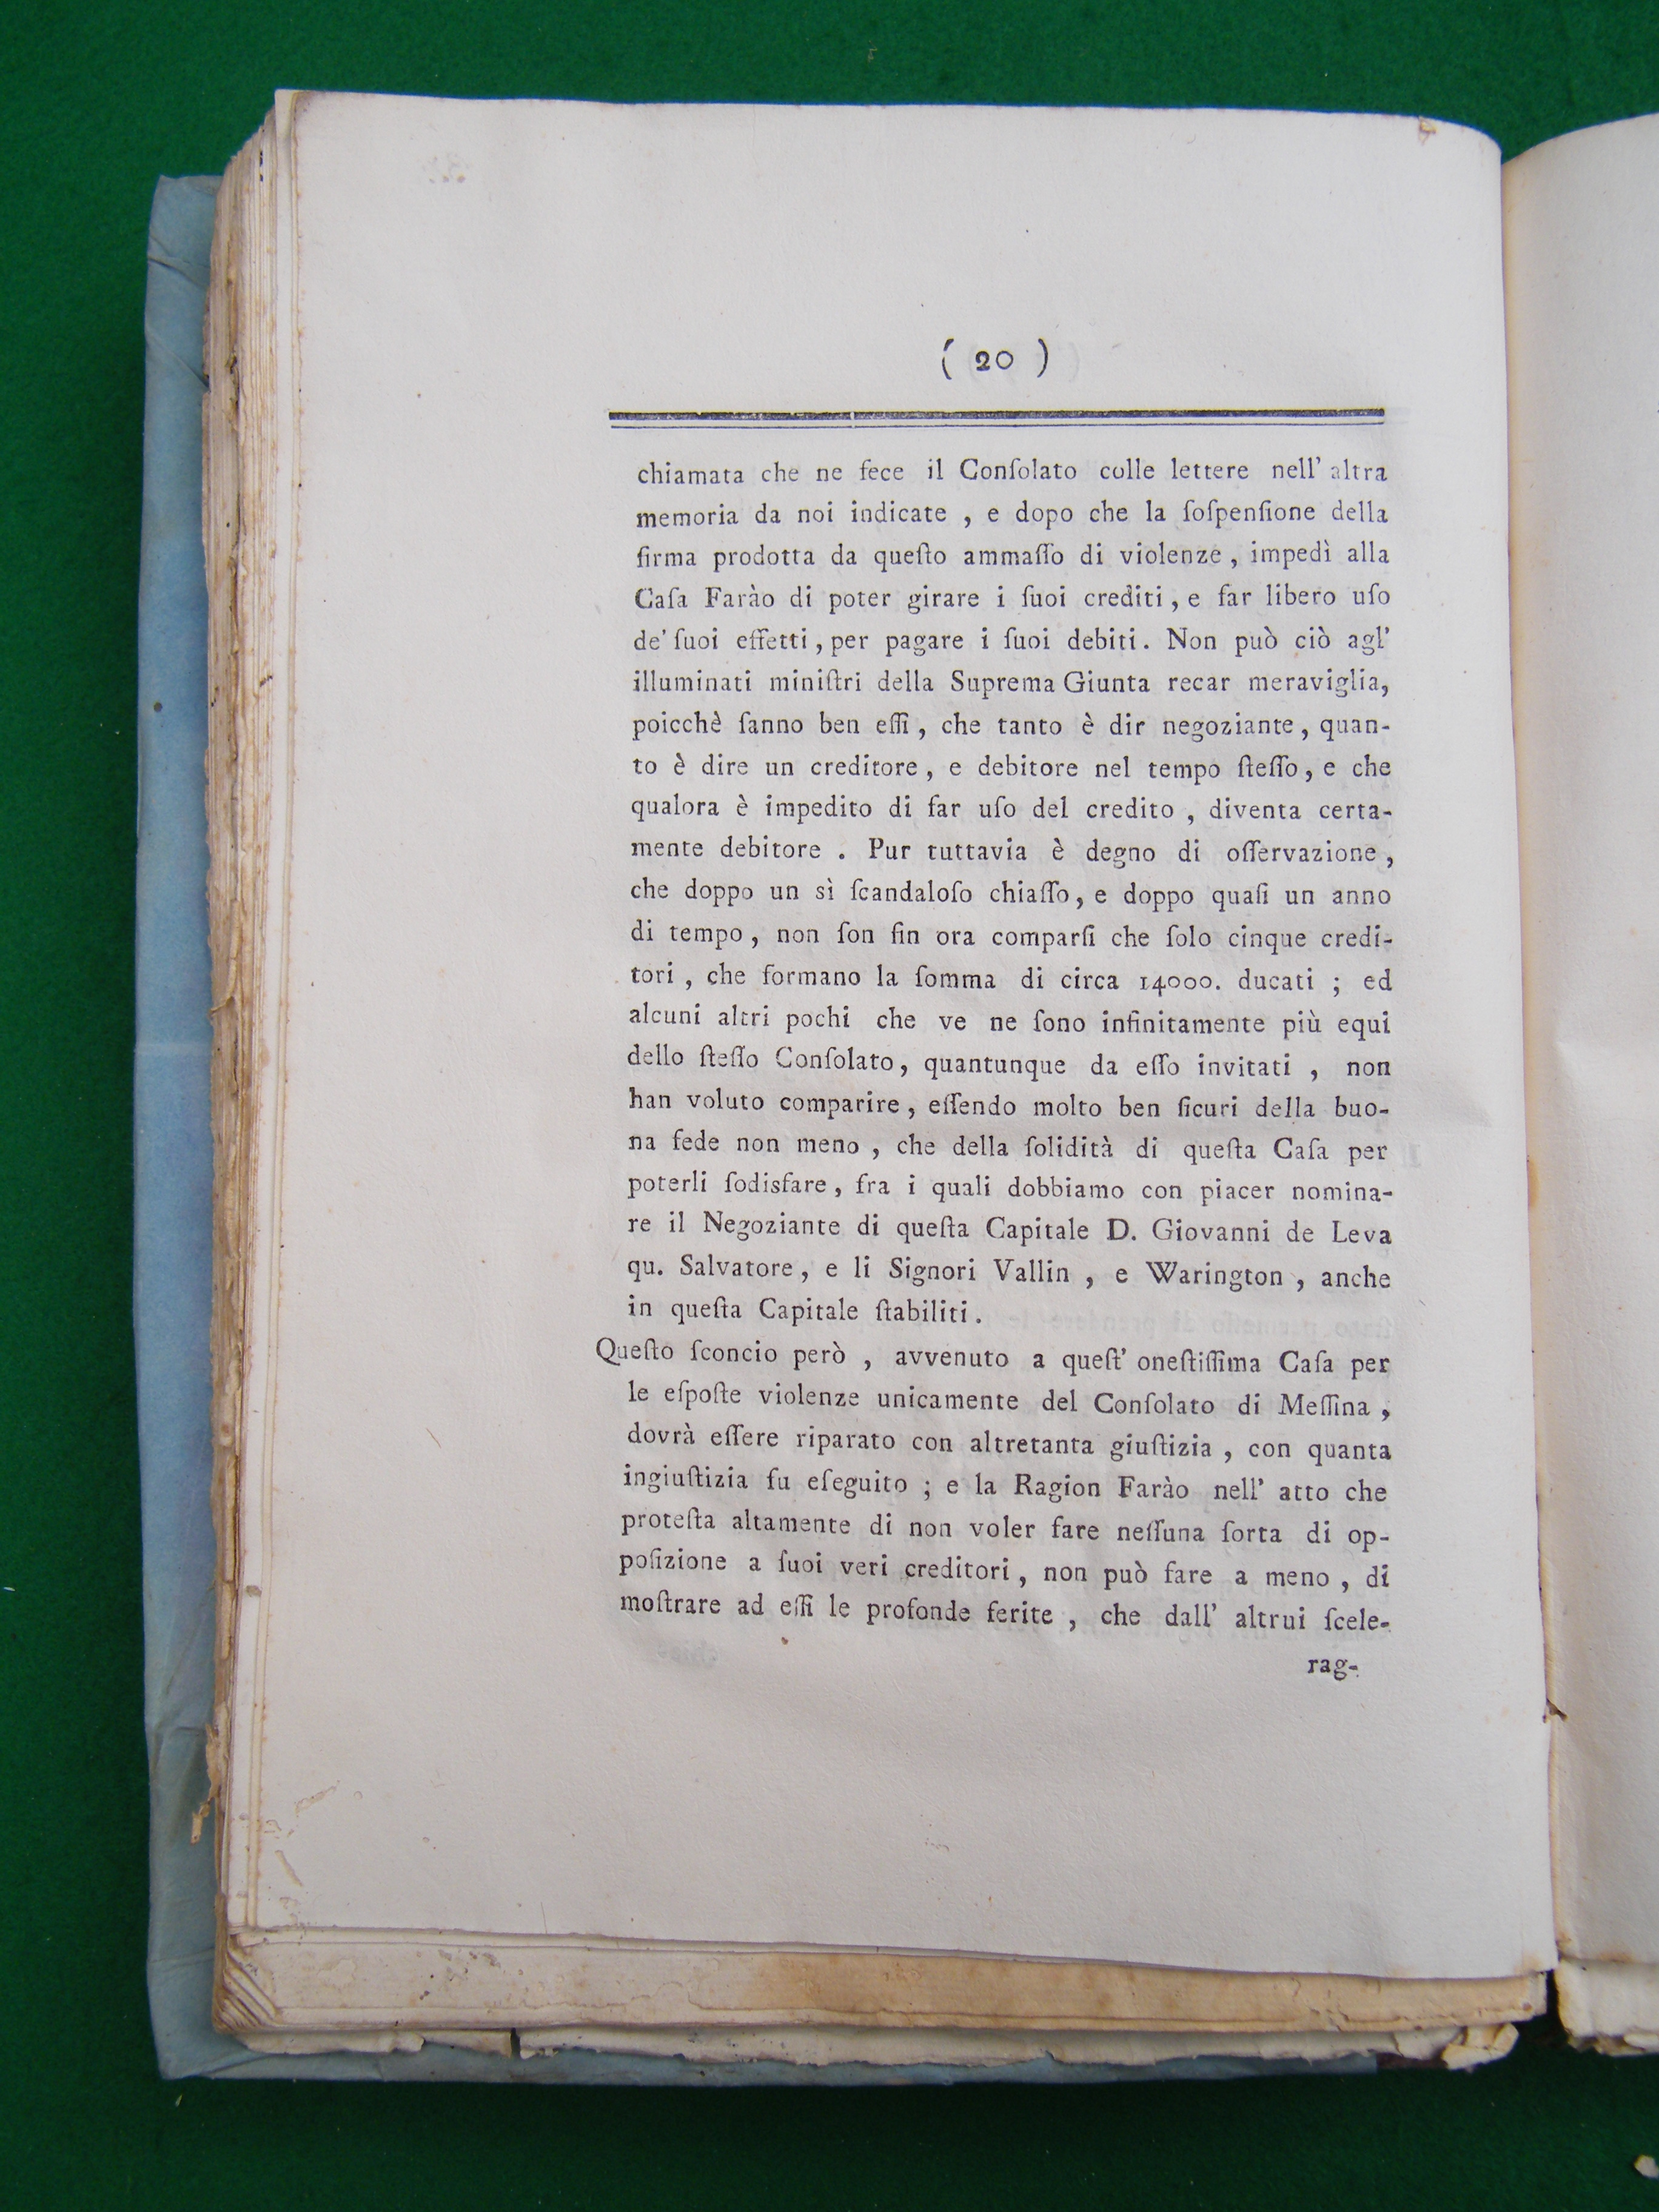 ( 20 )
chiamata che ne fece il Conſolato colle lettere nell' altra
memoria da noi indicate , e dopo che la ſoſpenſione della
firma prodotta da queſto ammaſſo di violenze , impedì alla
Caſa Farào di poter girare i ſuoi crediti , e far libero uſo
de' ſuoi effetti , per pagare i ſuoi debiti . Non può ciò agl'
illuminati miniſtri della Suprema Giunta recar meraviglia,
poicchè ſanno ben eſſi , che tanto è dir negoziante , quan-
to è dire un creditore , e debitore nel tempo ſteſſo , e che
qualora è impedito di far uſo del credito , diventa certa-
mente debitore . Pur tuttavia è degno di oſſervazione ,
che doppo un sì ſcandaloſo chiaſſo , e doppo quaſi un anno
di tempo , non ſon fin ora comparſi che ſolo cinque credi-
tori , che formano la ſomma di circa 14000. ducati ; ed
alcuni altri pochi che ve ne ſono infinitamente più equi
dello ſteſſo Conſolato, quantunque da eſſo invitati , non
han voluto comparire , eſſendo molto ben ſicuri della buo-
na fede non meno , che della ſolidità di queſta Caſa per
poterli ſodisfare , fra i quali dobbiamo con piacer nomina-
re il Negoziante di queſta Capitale D. Giovanni de Leva
qu. Salvatore , e li Signori Vallin , e Warington , anche
in queſta Capitale ſtabiliti .
Queſto ſconcio però , avvenuto a queſt' oneſtiſſima Caſa per
le eſpoſte violenze unicamente del Conſolato di Meſſina ,
dovrà eſſere riparato con altretanta giuſtizia , con quanta
ingiuſtizia fu eſeguito ; e la Ragion Farào nell' atto che
proteſta altamente di non voler fare neſſuna ſorta di op-
poſizione a ſuoi veri creditori , non può fare a meno , di
moſtrare ad eſſi le profonde ferite , che dall' altrui ſcele-
rag-